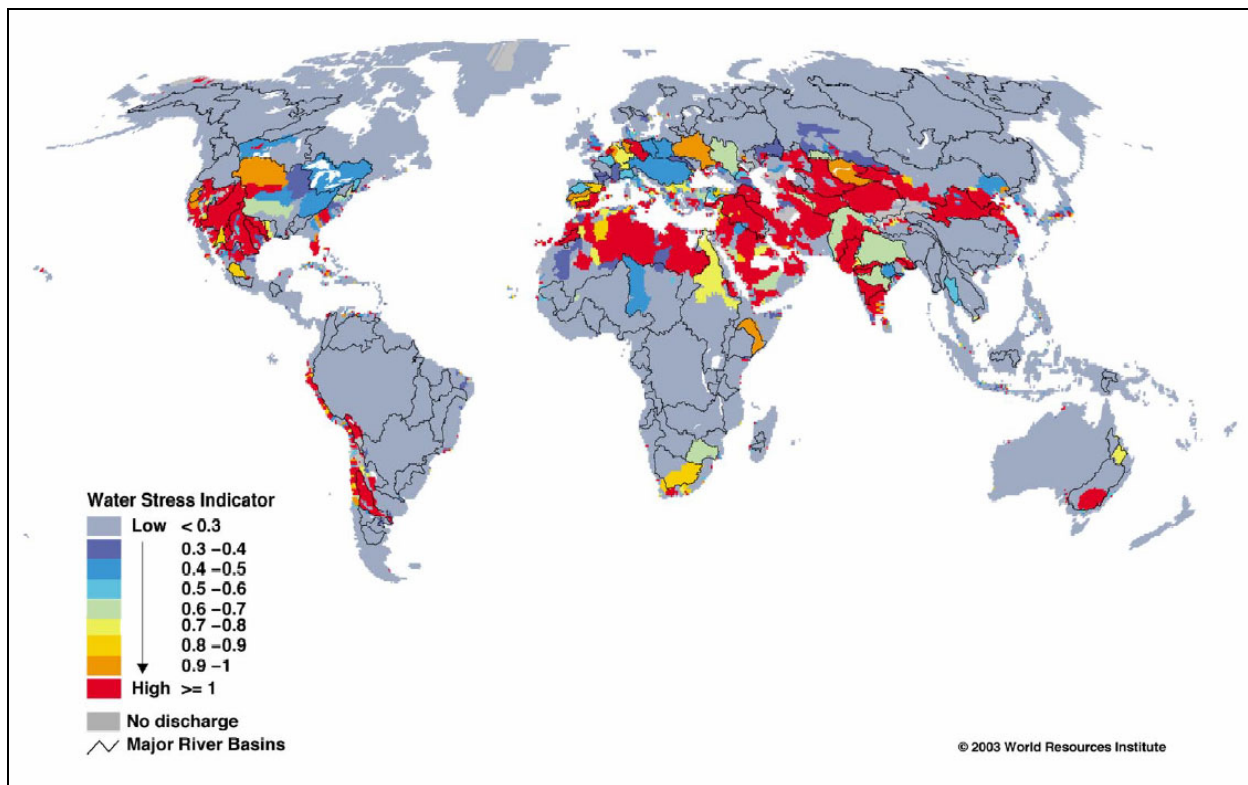 Water Stress Indicator
Low < 0.3
0.3 –0.4
0.4 –0.5
0.5 –0.6
0.6 –0.7
0.7 –0.8
0.8 –0.9
0.9 –1
High >= 1
No discharge
Major River Basins
© 2003 World Resources Institute